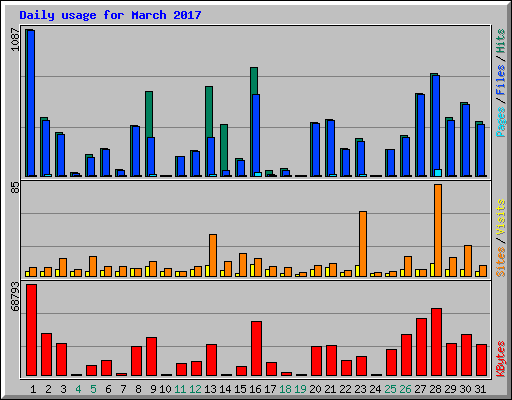 Daily usage for March 2017
1087
Pages / Files / Hits
85
Sites / Visits
68793
KBytes
1 2 3 4 5 6 7 8 9 10 11 12 13 14 15 16 17 18 19 20 21 22 23 24 25 26 27 28 29 30 31